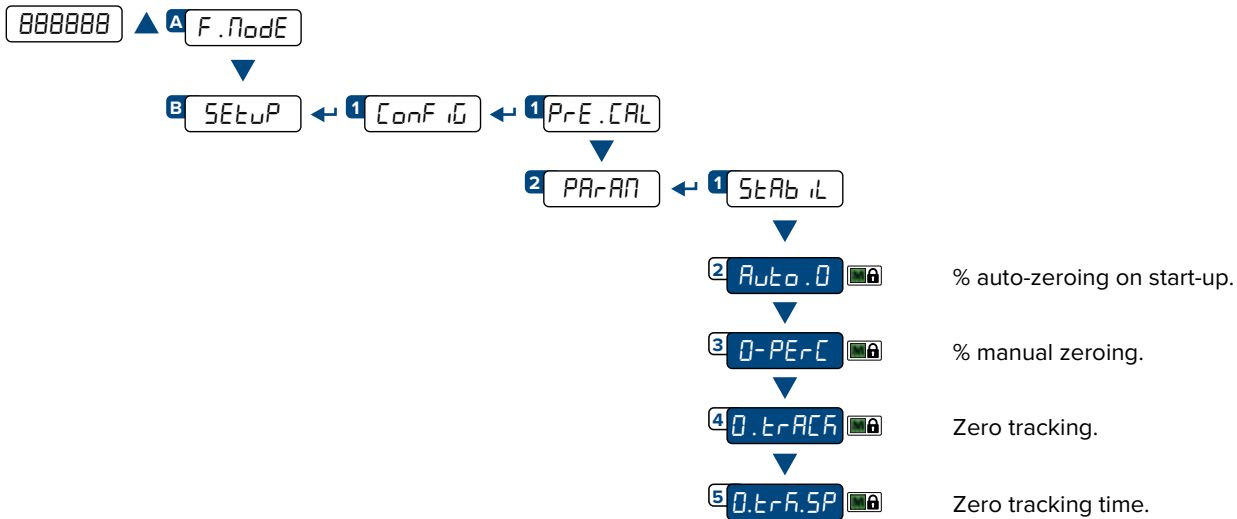 888888 A F.ModE
B SEtuP 1 ConFiG 1 PrE.CAL
2 PArAM 1 StAbiL
2 Auto.0 M % auto-zeroing on start-up.
3 0-PErC M % manual zeroing.
4 0.trACk M Zero tracking.
5 0.trk.SP M Zero tracking time.